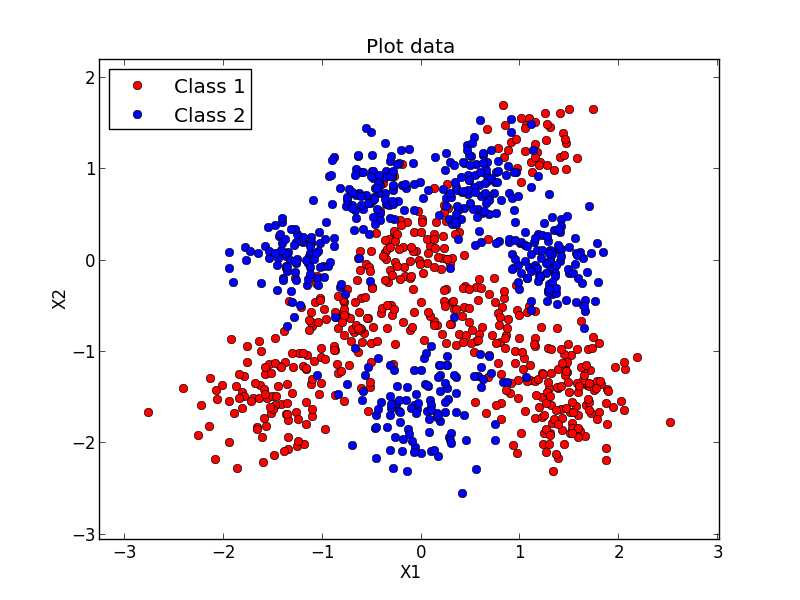 Plot data
Class 1
Class 2
2
1
0
−1
−2
−3
X2
−3 −2 −1 0 1 2 3
X1